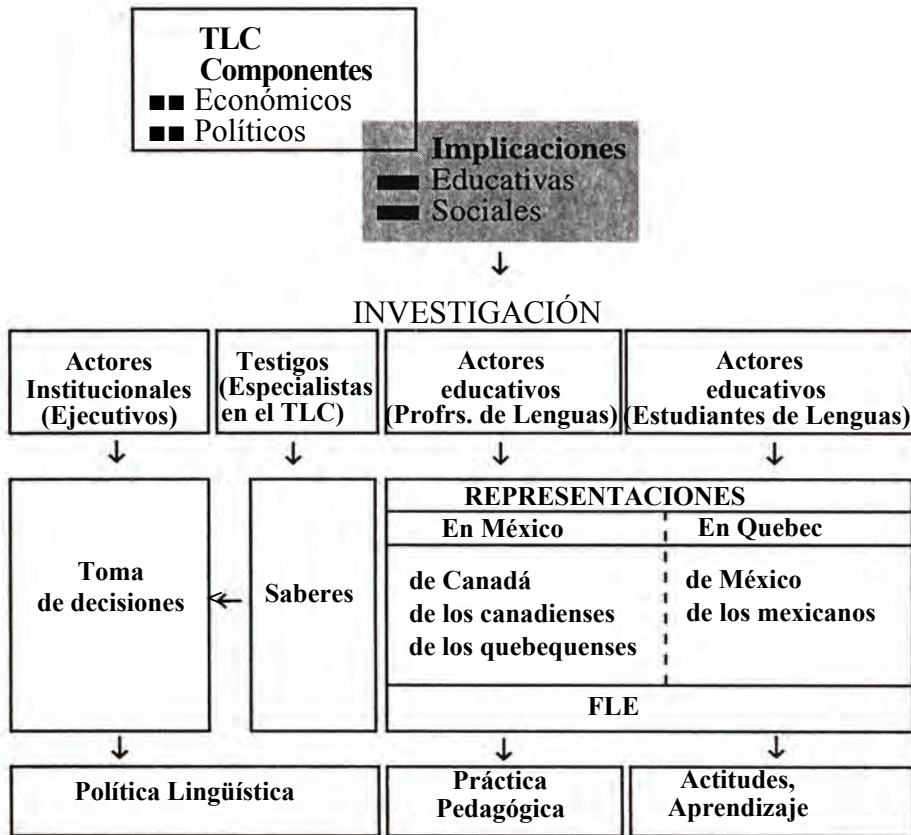 TLC
Componentes
Económicos
Políticos
Implicaciones
Educativas
Sociales
INVESTIGACIÓN
Actores
Institucionales
(Ejecutivos)
Testigos
(Especialistas
en el TLC)
Actores
educativos
(Profrs. de Lenguas)
Actores
educativos
(Estudiantes de Lenguas)
Toma
de decisiones
Saberes
REPRESENTACIONES
En México
de Canadá
de los canadienses
de los quebequenses
En Quebec
de México
de los mexicanos
FLE
Política Lingüística
Práctica
Pedagógica
Actitudes,
Aprendizaje